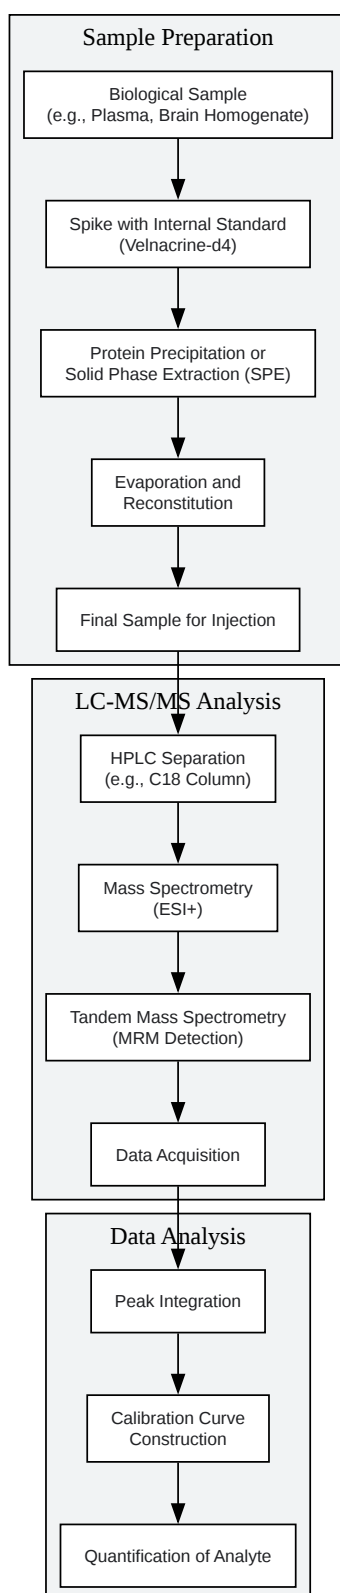 Sample Preparation
Biological Sample
(e.g., Plasma, Brain Homogenate)
Spike with Internal Standard
(Velnacrine-d4)
Protein Precipitation or
Solid Phase Extraction (SPE)
Evaporation and
Reconstitution
Final Sample for Injection
LC-MS/MS Analysis
HPLC Separation
(e.g., C18 Column)
Mass Spectrometry
(ESI+)
Tandem Mass Spectrometry
(MRM Detection)
Data Acquisition
Data Analysis
Peak Integration
Calibration Curve
Construction
Quantification of Analyte